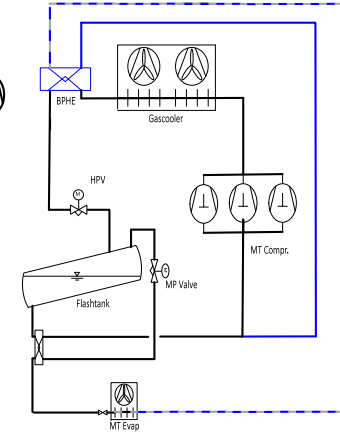 BPHE
Gascooler
HPV
M
MT Compr.
MP Valve
Flashtank
MT Evap